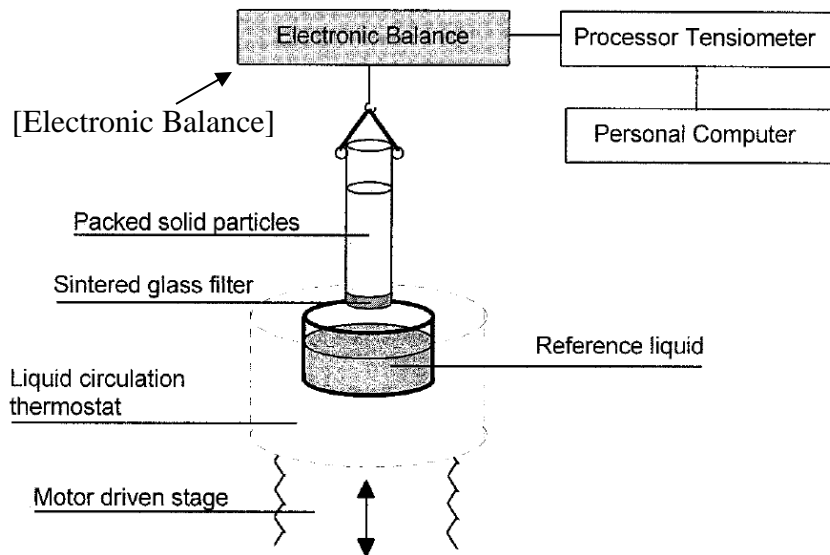 Electronic Balance
Processor Tensiometer
[Electronic Balance]
Personal Computer
Packed solid particles
Sintered glass filter
Reference liquid
Liquid circulation
thermostat
Motor driven stage